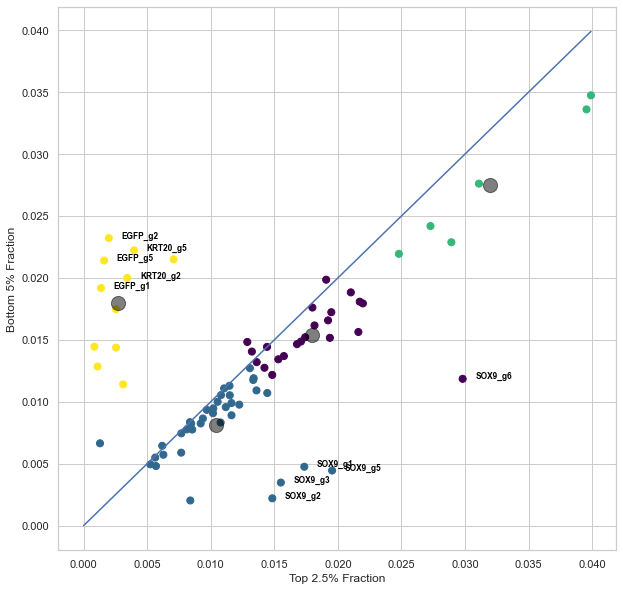 0.040
0.035
0.030
0.025
0.020
0.015
0.010
0.005
0.000
Bottom 5% Fraction
EGFP_g2
KRT20_g5
EGFP_g5
KRT20_g2
EGFP_g1
SOX9_g6
SOX9_g4
SOX9_g5
SOX9_g3
SOX9_g2
0.000 0.005 0.010 0.015 0.020 0.025 0.030 0.035 0.040
Top 2.5% Fraction